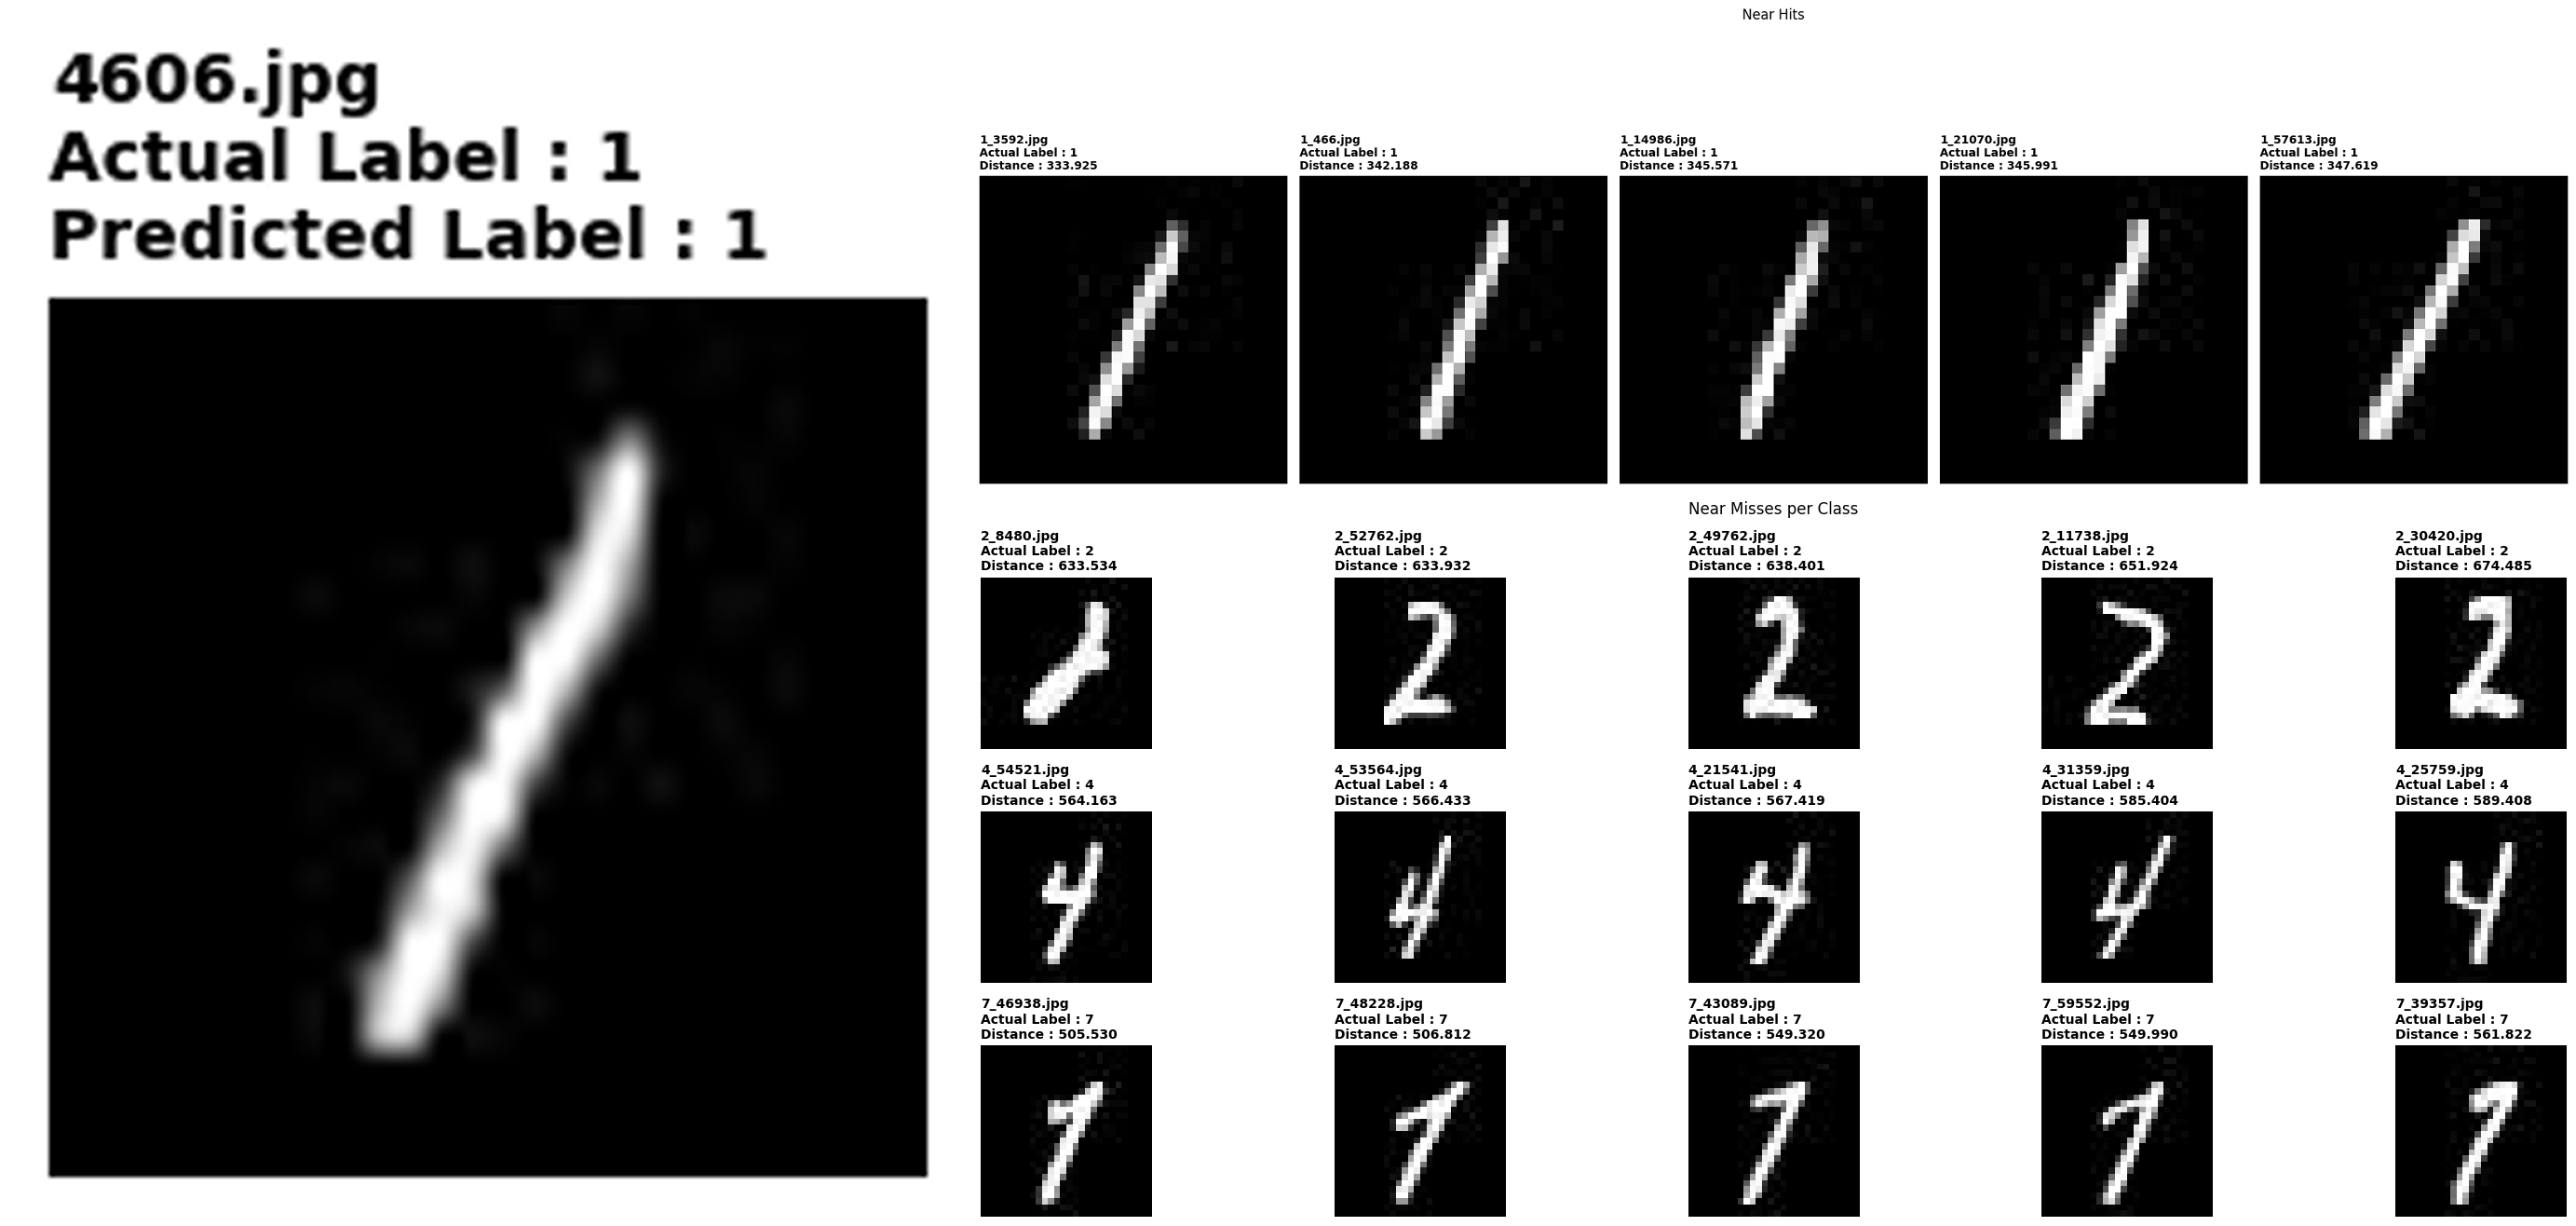 4606.jpg
Actual Label : 1
Predicted Label : 1
Near Hits
1_3592.jpg
Actual Label : 1
Distance : 333.925
1_466.jpg
Actual Label : 1
Distance : 342.188
1_14986.jpg
Actual Label : 1
Distance : 345.571
1_21070.jpg
Actual Label : 1
Distance : 345.991
1_57613.jpg
Actual Label : 1
Distance : 347.619
Near Misses per Class
2_8480.jpg
Actual Label : 2
Distance : 633.534
2_52762.jpg
Actual Label : 2
Distance : 633.932
2_49762.jpg
Actual Label : 2
Distance : 638.401
2_11738.jpg
Actual Label : 2
Distance : 651.924
2_30420.jpg
Actual Label : 2
Distance : 674.485
4_54521.jpg
Actual Label : 4
Distance : 564.163
4_53564.jpg
Actual Label : 4
Distance : 566.433
4_21541.jpg
Actual Label : 4
Distance : 567.419
4_31359.jpg
Actual Label : 4
Distance : 585.404
4_25759.jpg
Actual Label : 4
Distance : 589.408
7_46938.jpg
Actual Label : 7
Distance : 505.530
7_48228.jpg
Actual Label : 7
Distance : 506.812
7_43089.jpg
Actual Label : 7
Distance : 549.320
7_59552.jpg
Actual Label : 7
Distance : 549.990
7_39357.jpg
Actual Label : 7
Distance : 561.822